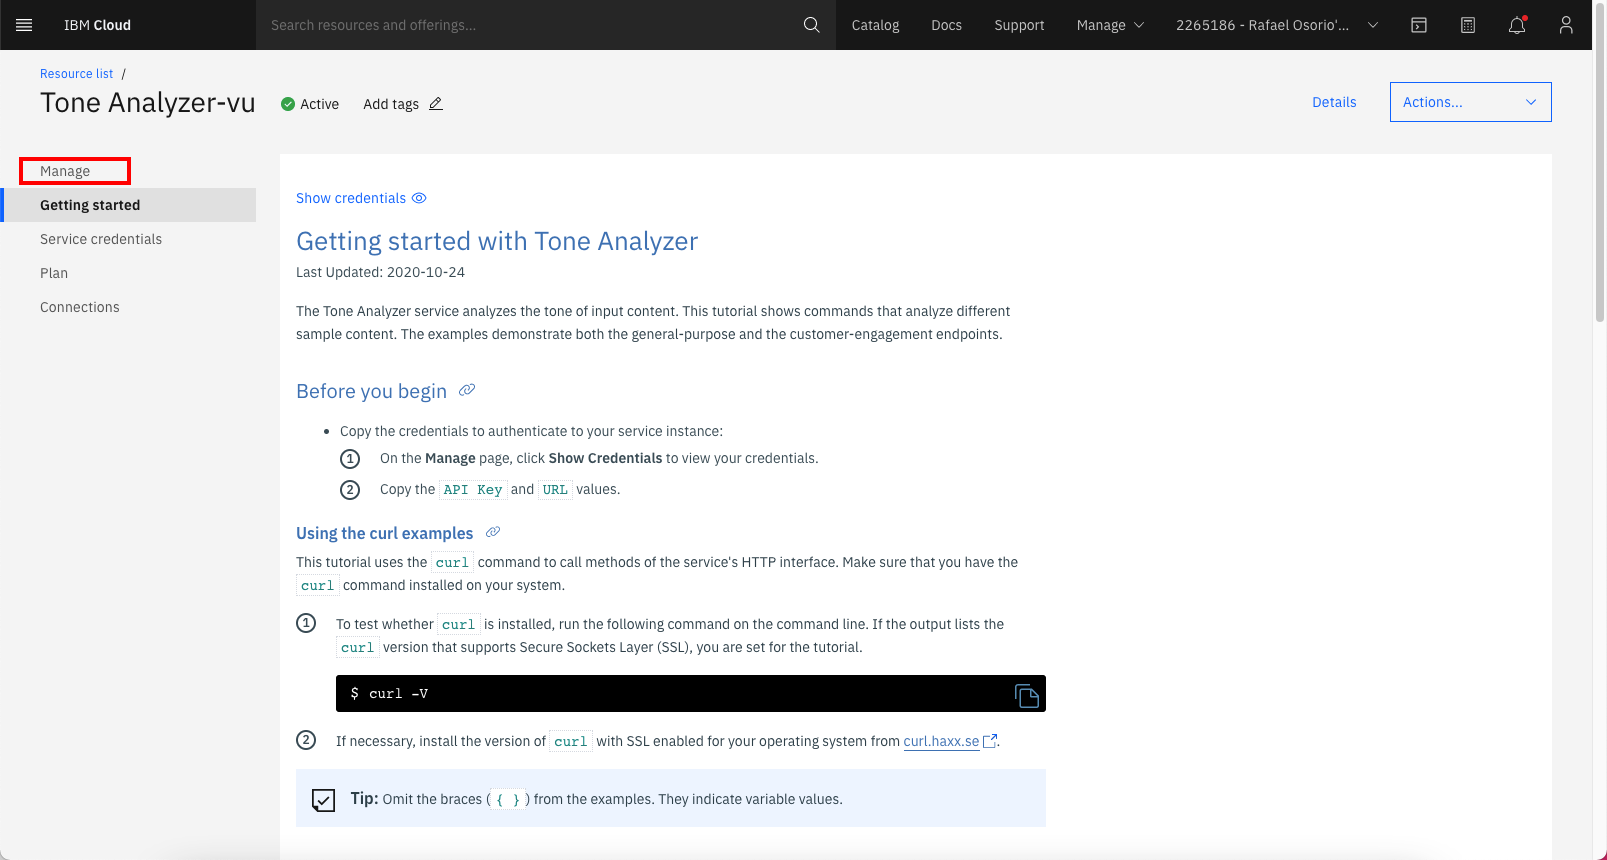 IBM Cloud
Search resources and offerings...
Catalog
Docs
Support
Manage
2265186 - Rafael Osorio'...
Resource list /
Tone Analyzer-vu
Active
Add tags
Details
Actions...
Manage
Getting started
Service credentials
Plan
Connections
Show credentials
Getting started with Tone Analyzer
Last Updated: 2020-10-24
The Tone Analyzer service analyzes the tone of input content. This tutorial shows commands that analyze different
sample content. The examples demonstrate both the general-purpose and the customer-engagement endpoints.
Before you begin
• Copy the credentials to authenticate to your service instance:
1 On the Manage page, click Show Credentials to view your credentials.
2 Copy the API Key and URL values.
Using the curl examples
This tutorial uses the curl command to call methods of the service's HTTP interface. Make sure that you have the
curl command installed on your system.
1 To test whether curl is installed, run the following command on the command line. If the output lists the
curl version that supports Secure Sockets Layer (SSL), you are set for the tutorial.
$ curl -V
2 If necessary, install the version of curl with SSL enabled for your operating system from curl.haxx.se.
Tip: Omit the braces ( { } ) from the examples. They indicate variable values.